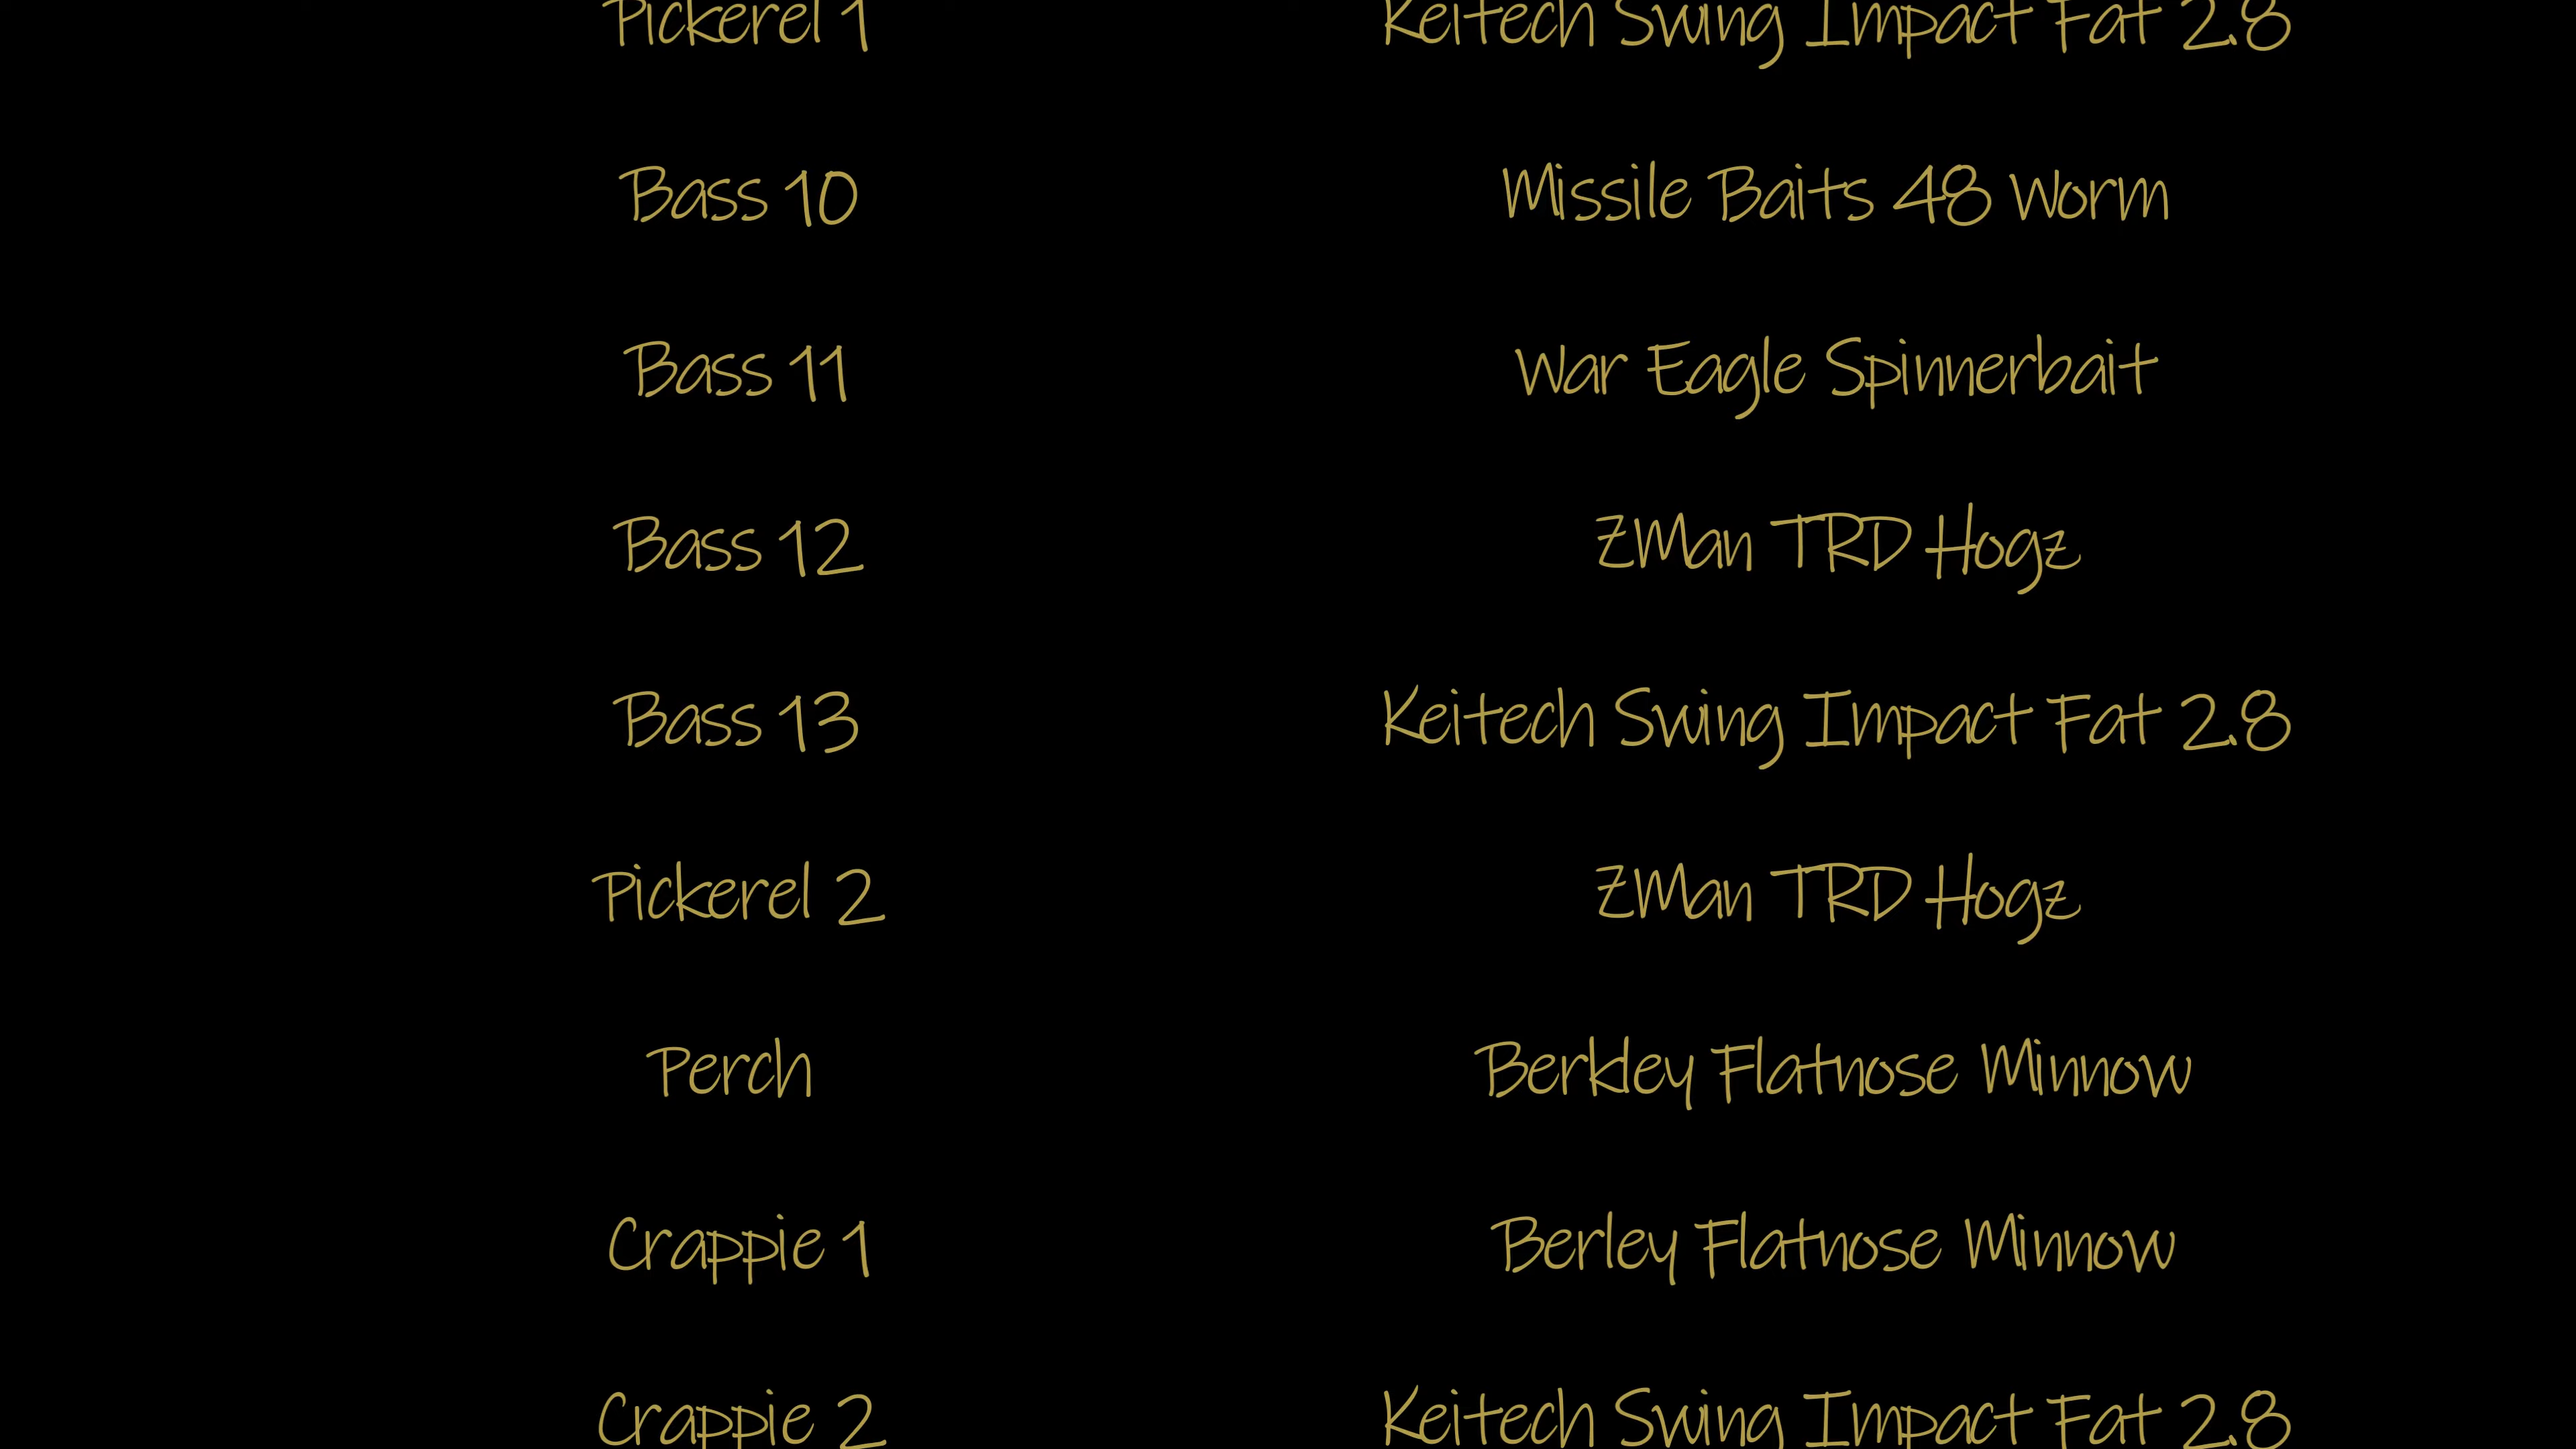 Pickerel 1 Keitech Swing Impact Fat 2.8
Bass 10 Missile Baits 48 Worm
Bass 11 War Eagle Spinnerbait
Bass 12 ZMan TRD Hogz
Bass 13 Keitech Swing Impact Fat 2.8
Pickerel 2 ZMan TRD Hogz
Perch Berkley Flatnose Minnow
Crappie 1 Berley Flatnose Minnow
Crappie 2 Keitech Swing Impact Fat 2.8